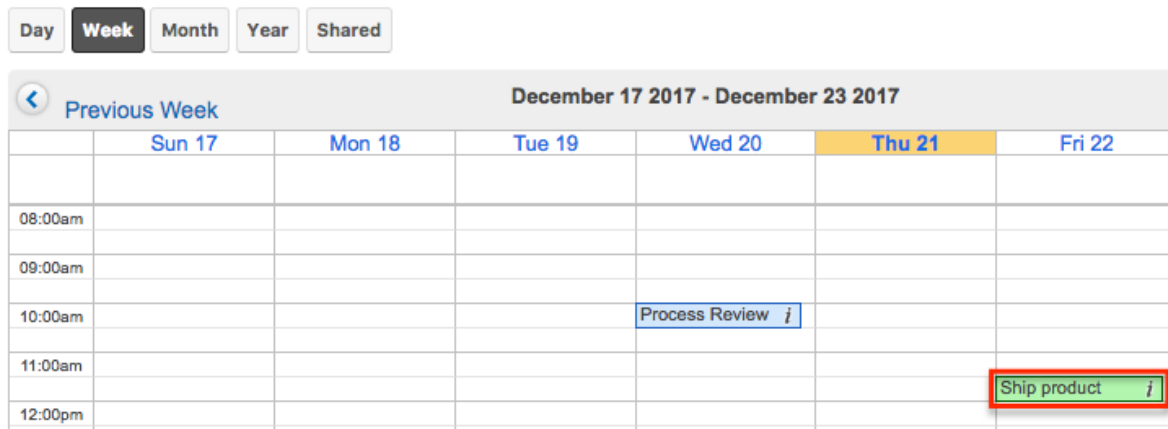 Day Week Month Year Shared
Previous Week December 17 2017 - December 23 2017
Sun 17 Mon 18 Tue 19 Wed 20 Thu 21 Fri 22
08:00am
09:00am
10:00am Process Review i
11:00am
Ship product i
12:00pm